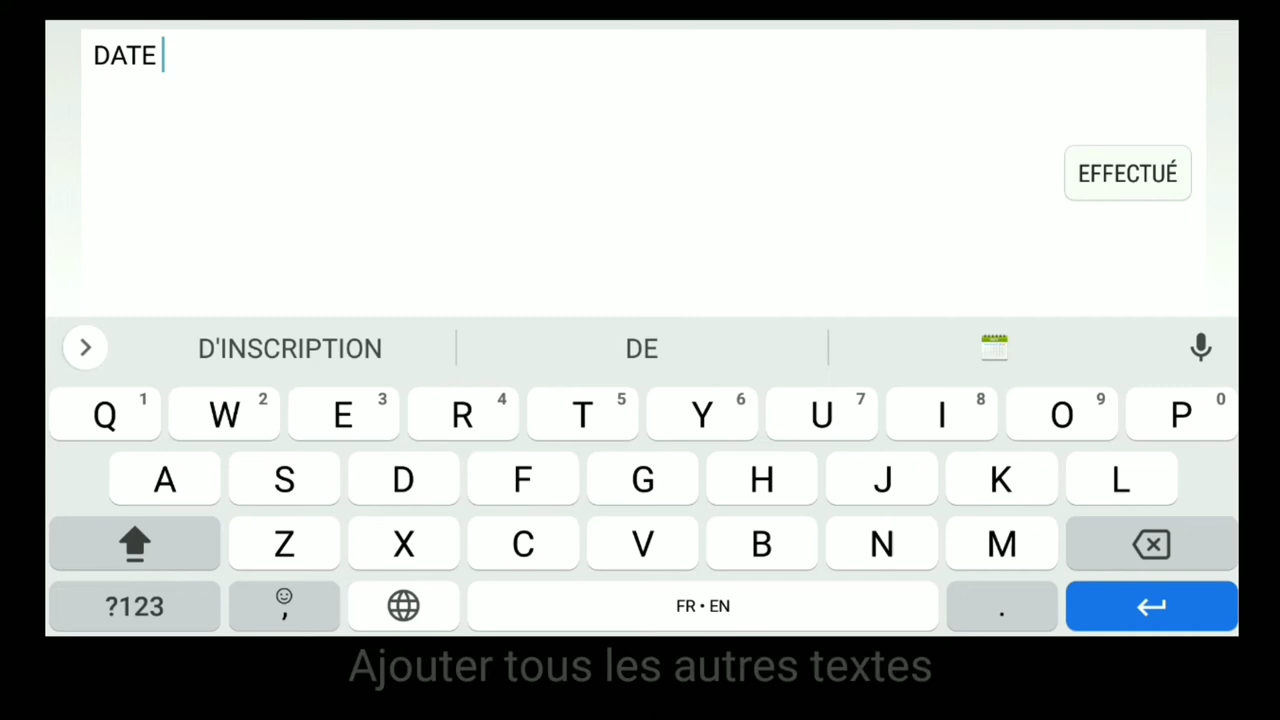 DATE
EFFECTUÉ
D'INSCRIPTION DE
Q 1 W 2 E 3 R 4 T 5 Y 6 U 7 I 8 O 9 P 0
A S D F G H J K L
Z X C V B N M
?123 , FR • EN .
Ajouter tous les autres textes